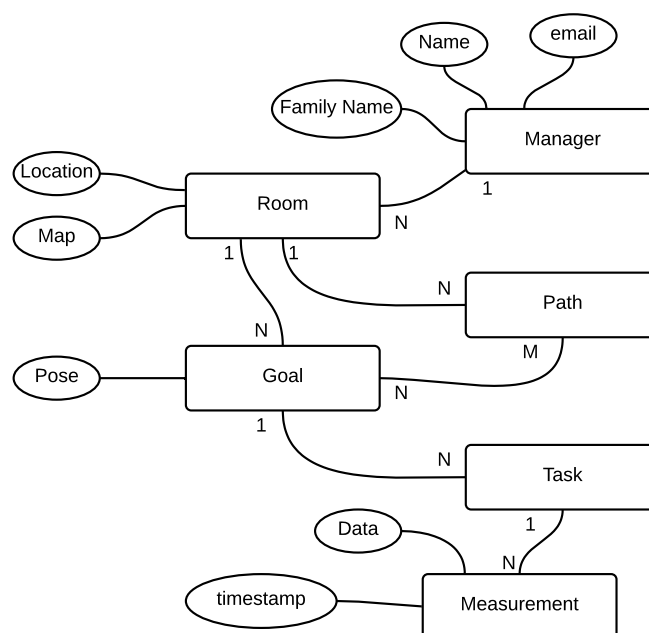 Name
email
Family Name
Manager
Location
Room
1
N
Map
1
1
N
Path
N
M
Pose
Goal
N
1
N
Task
Data
1
N
timestamp
Measurement